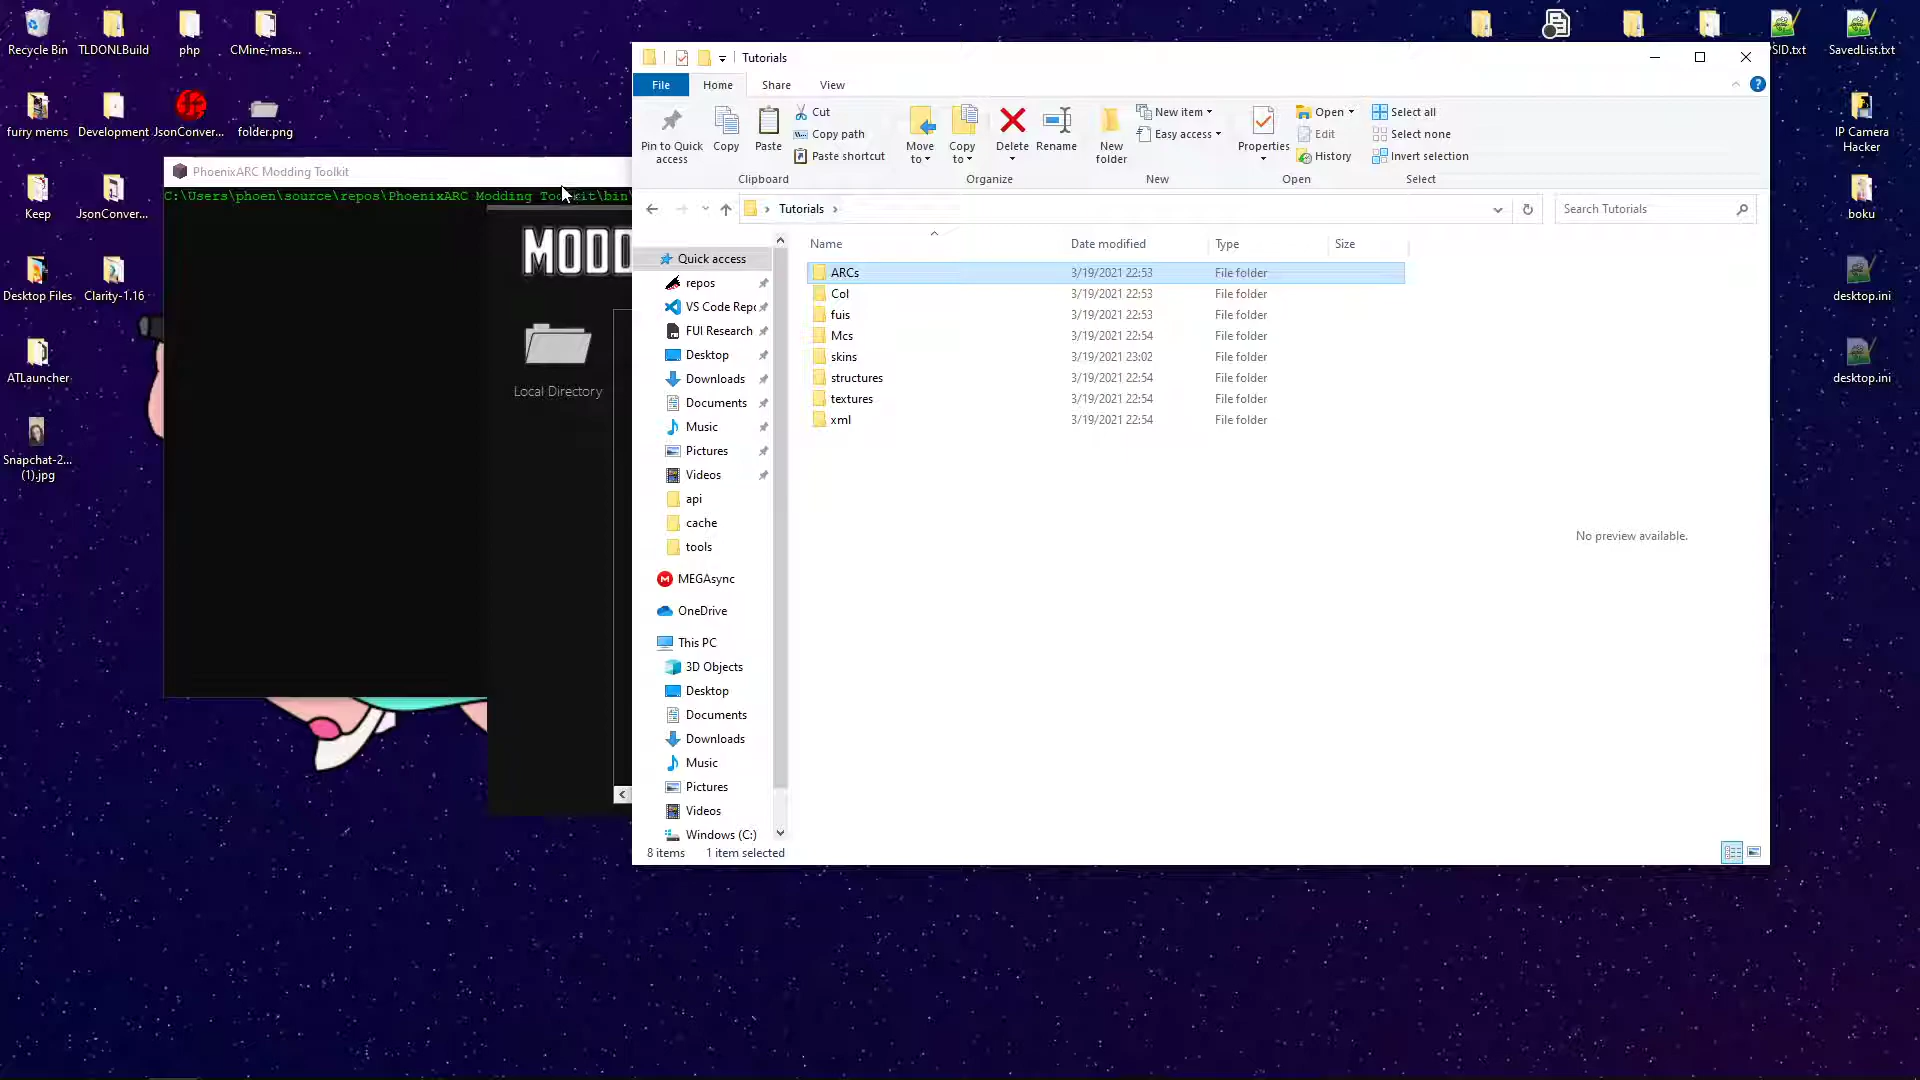 Recycle Bin
TLDONLBuild
php
CMine-mas...
SID.txt
SavedList.txt
furry mems
Development
JsonConver...
folder.png
IP Camera
Hacker
Keep
JsonConver...
boku
Desktop Files
Clarity-1.16
desktop.ini
ATLauncher
desktop.ini
Snapchat-2...
(1).jpg
PhoenixARC Modding Toolkit
C:\Users\phoen\source\repos\PhoenixARC Modding Toolkit\bin\
MODD
Local Directory
Tutorials
File
Home
Share
View
Pin to Quick
access
Copy
Paste
Cut
Copy path
Paste shortcut
Clipboard
Move
to
Copy
to
Delete
Rename
Organize
New
folder
New item
Easy access
New
Properties
Open
Edit
History
Open
Select all
Select none
Invert selection
Select
Tutorials
Search Tutorials
Quick access
repos
VS Code Repo
FUI Research
Desktop
Downloads
Documents
Music
Pictures
Videos
api
cache
tools
MEGAsync
OneDrive
This PC
3D Objects
Desktop
Documents
Downloads
Music
Pictures
Videos
Windows (C:)
Name Date modified Type Size
ARCs 3/19/2021 22:53 File folder
Col 3/19/2021 22:53 File folder
fuis 3/19/2021 22:53 File folder
Mcs 3/19/2021 22:54 File folder
skins 3/19/2021 23:02 File folder
structures 3/19/2021 22:54 File folder
textures 3/19/2021 22:54 File folder
xml 3/19/2021 22:54 File folder
No preview available.
8 items 1 item selected